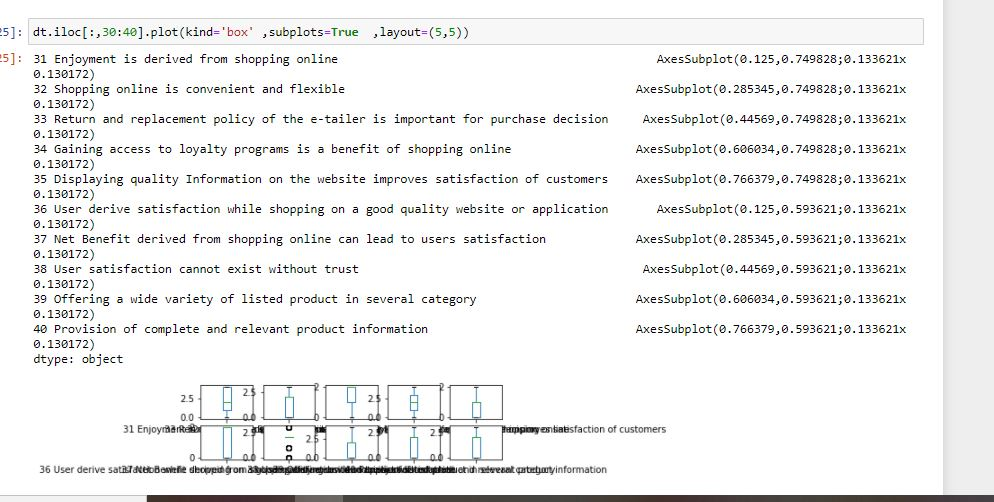 25]: dt.iloc[:,30:40].plot(kind='box' ,subplots=True ,layout=(5,5))
25]: 31 Enjoyment is derived from shopping online AxesSubplot(0.125,0.749828;0.133621x
0.130172)
32 Shopping online is convenient and flexible AxesSubplot(0.285345,0.749828;0.133621x
0.130172)
33 Return and replacement policy of the e-tailer is important for purchase decision AxesSubplot(0.44569,0.749828;0.133621x
0.130172)
34 Gaining access to loyalty programs is a benefit of shopping online AxesSubplot(0.606034,0.749828;0.133621x
0.130172)
35 Displaying quality Information on the website improves satisfaction of customers AxesSubplot(0.766379,0.749828;0.133621x
0.130172)
36 User derive satisfaction while shopping on a good quality website or application AxesSubplot(0.125,0.593621;0.133621x
0.130172)
37 Net Benefit derived from shopping online can lead to users satisfaction AxesSubplot(0.285345,0.593621;0.133621x
0.130172)
38 User satisfaction cannot exist without trust AxesSubplot(0.44569,0.593621;0.133621x
0.130172)
39 Offering a wide variety of listed product in several category AxesSubplot(0.606034,0.593621;0.133621x
0.130172)
40 Provision of complete and relevant product information AxesSubplot(0.766379,0.593621;0.133621x
0.130172)
dtype: object
2.5 2.5 2 2.5 2
0.0 0.0 0 0.0 0
31 satisfaction of customers
2.5 2.5 2.5
0 0.0 0 0.0 0.0
36 User derive information